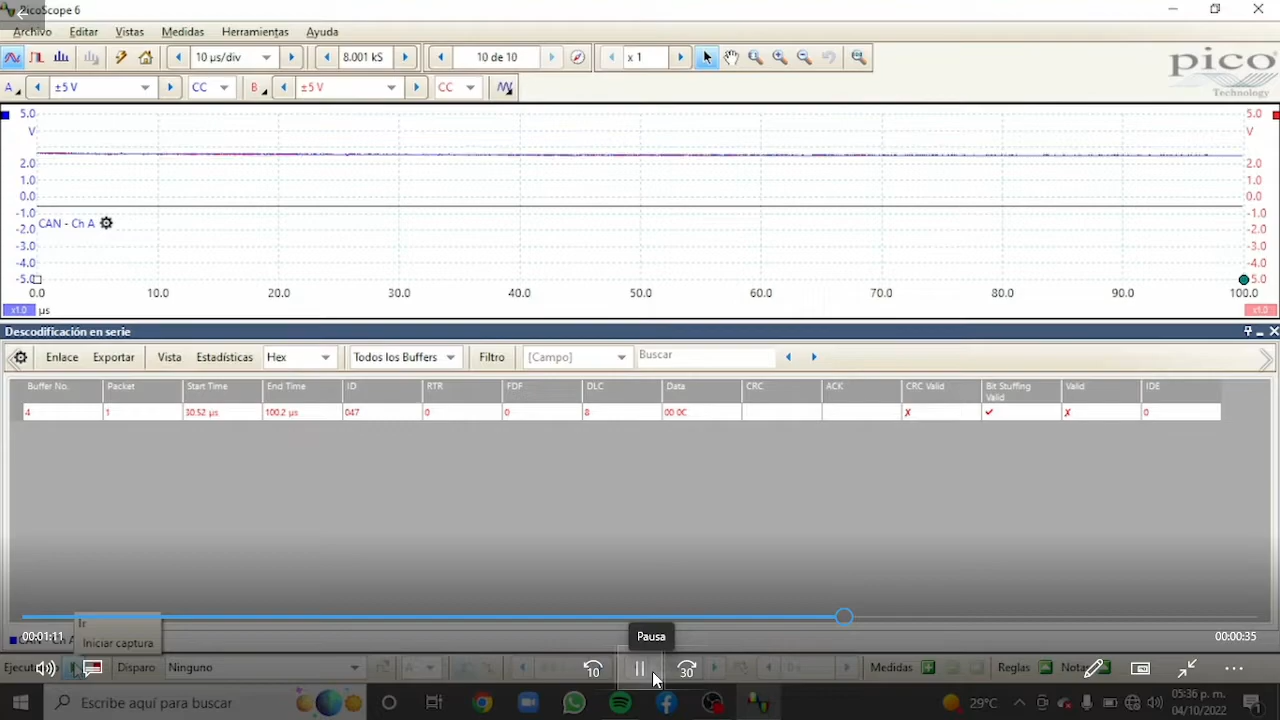 PicoScope 6
Archivo Editar Vistas Medidas Herramientas Ayuda
10 µs/div 8.001 kS 10 de 10 x 1
pico
Technology
A ±5 V CC B ±5 V CC
5.0 5.0
V V
2.0 2.0
1.0 1.0
0.0 0.0
-1.0 -1.0
CAN - Ch A
-2.0 -2.0
-3.0 -3.0
-4.0 -4.0
-5.0 5.0
0.0 10.0 20.0 30.0 40.0 50.0 60.0 70.0 80.0 90.0 100.0
x1.0 µs x1.0
Descodificación en serie
Enlace Exportar Vista Estadísticas Hex Todos los Buffers Filtro [Campo] Buscar
Buffer No. Packet Start Time End Time ID RTR FDF DLC Data CRC ACK CRC Valid Bit Stuffing Valid Valid IDE
4 1 30.52 µs 100.2 µs 047 0 0 8 00 0C ✗ ✓ ✗ 0
Ir
00:01:11 Iniciar captura Pausa 00:00:35
Disparo Ninguno 10 30 Medidas Reglas
Escribe aquí para buscar 29°C 05:36 p. m.
04/10/2022